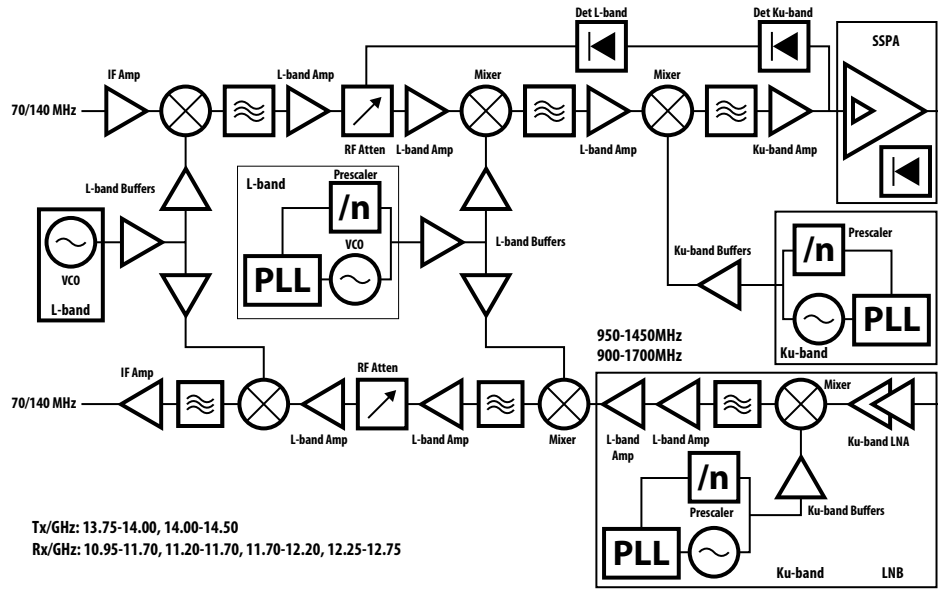 Det L-band
Det Ku-band
SSPA
IF Amp
L-band Amp
Mixer
Mixer
70/140 MHz
RF Atten
L-band Amp
L-band Amp
Ku-band Amp
L-band Buffers
L-band
Prescaler
/n
VCO
PLL
L-band Buffers
VCO
L-band
Ku-band Buffers
Prescaler
/n
PLL
Ku-band
950-1450MHz
900-1700MHz
IF Amp
RF Atten
Mixer
70/140 MHz
L-band Amp
L-band Amp
Mixer
L-band
Amp
L-band Amp
Ku-band LNA
/n
Prescaler
Ku-band Buffers
PLL
Ku-band
LNB
Tx/GHz: 13.75-14.00, 14.00-14.50
Rx/GHz: 10.95-11.70, 11.20-11.70, 11.70-12.20, 12.25-12.75